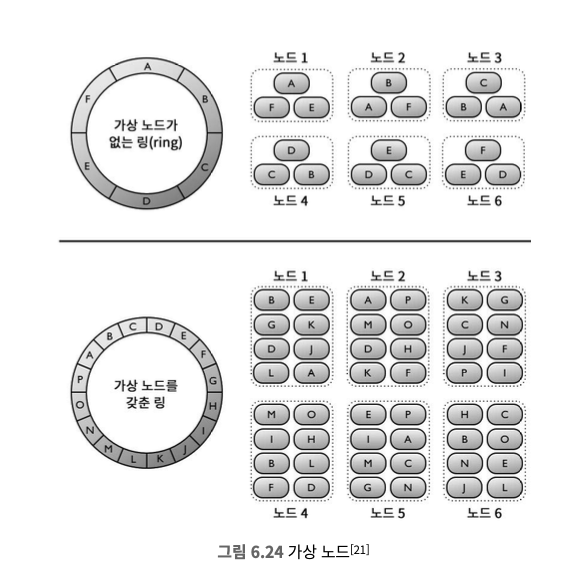 A
B
C
D
E
F
가상 노드가
없는 링(ring)
노드 1
A
F E
노드 2
B
A F
노드 3
C
B A
D
C B
노드 4
E
D C
노드 5
F
E D
노드 6
A
B
C
D
E
F
G
H
I
J
K
L
M
N
O
P
가상 노드를
갖춘 링
노드 1
B E
G K
D J
L A
노드 2
A P
M O
D H
K F
노드 3
K G
C N
J F
P I
M O
I H
B L
F D
노드 4
E P
I A
M C
G N
노드 5
H C
B O
N E
J L
노드 6
그림 6.24 가상 노드[21]